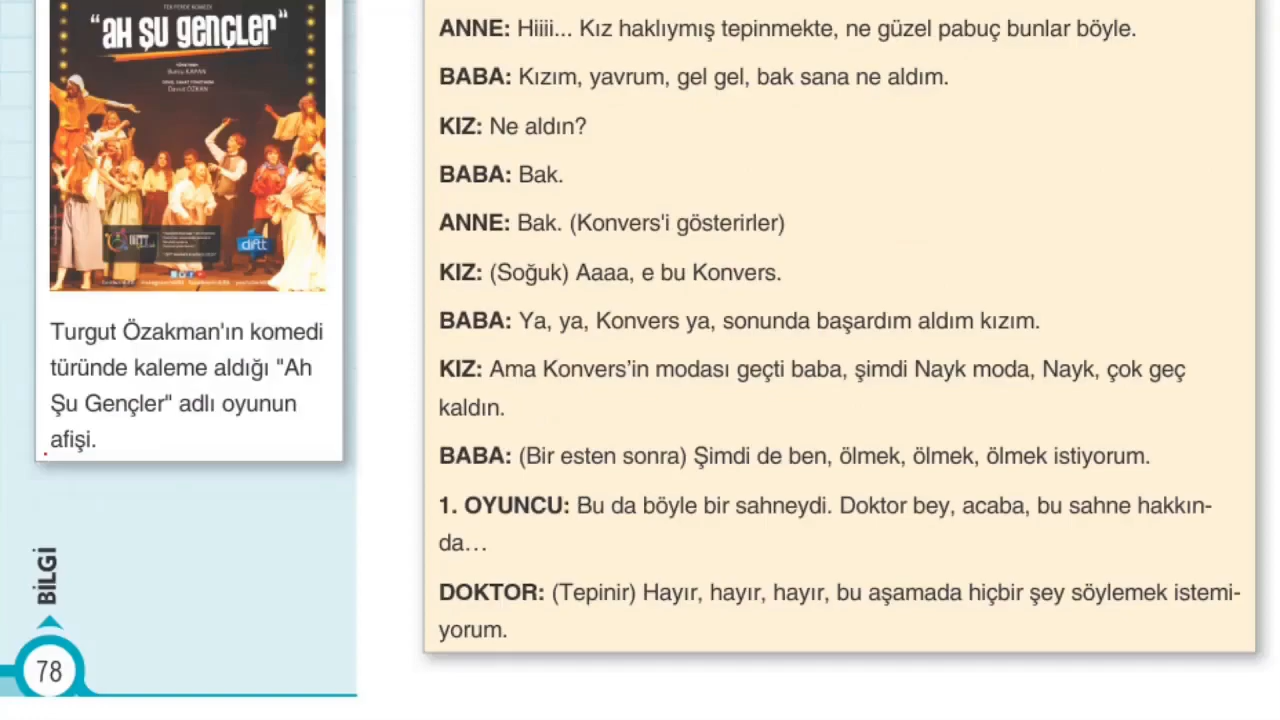 TEK PERDE KOMEDİ
"AH ŞU GENÇLER"
Turgut Özakman'ın komedi
türünde kaleme aldığı "Ah
Şu Gençler" adlı oyunun
afişi.
BİLGİ
78
ANNE: Hiiii... Kız haklıymış tepinmekte, ne güzel pabuç bunlar böyle.
BABA: Kızım, yavrum, gel gel, bak sana ne aldım.
KIZ: Ne aldın?
BABA: Bak.
ANNE: Bak. (Konvers'i gösterirler)
KIZ: (Soğuk) Aaaa, e bu Konvers.
BABA: Ya, ya, Konvers ya, sonunda başardım aldım kızım.
KIZ: Ama Konvers’in modası geçti baba, şimdi Nayk moda, Nayk, çok geç
kaldın.
BABA: (Bir esten sonra) Şimdi de ben, ölmek, ölmek, ölmek istiyorum.
1. OYUNCU: Bu da böyle bir sahneydi. Doktor bey, acaba, bu sahne hakkın-
da…
DOKTOR: (Tepinir) Hayır, hayır, hayır, bu aşamada hiçbir şey söylemek istemi-
yorum.